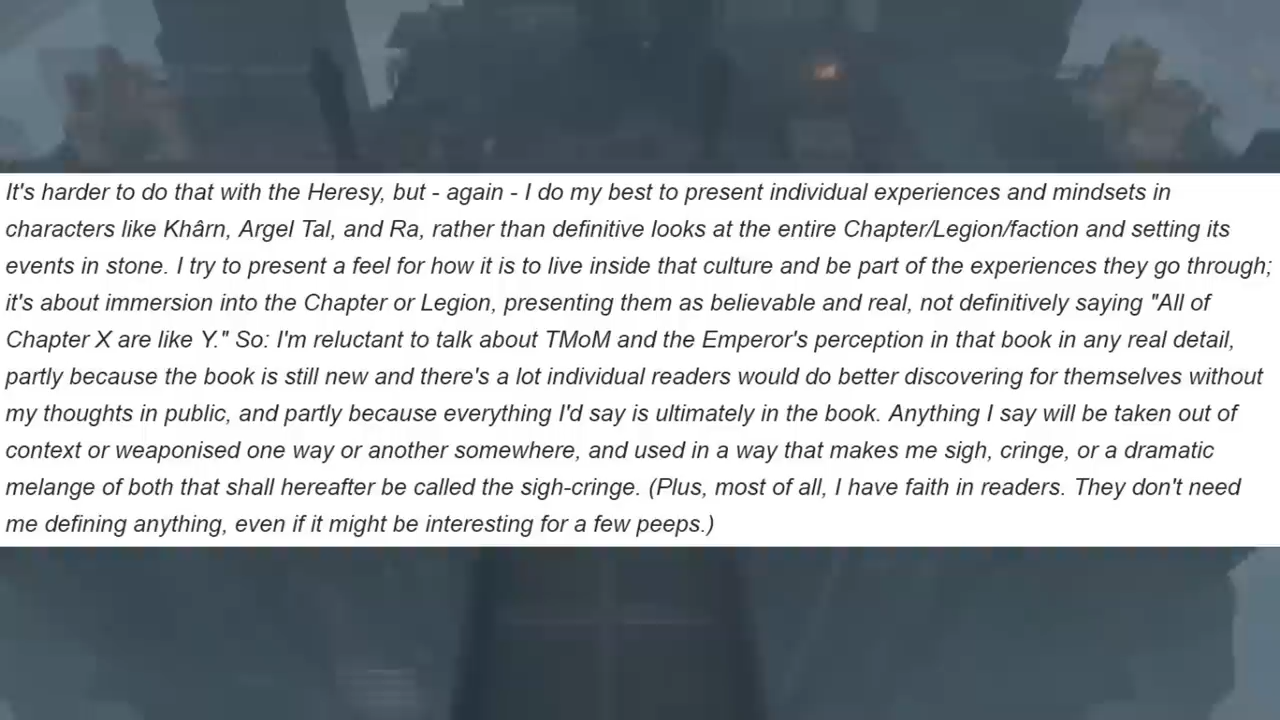 It's harder to do that with the Heresy, but - again - I do my best to present individual experiences and mindsets in
characters like Khârn, Argel Tal, and Ra, rather than definitive looks at the entire Chapter/Legion/faction and setting its
events in stone. I try to present a feel for how it is to live inside that culture and be part of the experiences they go through;
it's about immersion into the Chapter or Legion, presenting them as believable and real, not definitively saying "All of
Chapter X are like Y." So: I'm reluctant to talk about TMoM and the Emperor's perception in that book in any real detail,
partly because the book is still new and there's a lot individual readers would do better discovering for themselves without
my thoughts in public, and partly because everything I'd say is ultimately in the book. Anything I say will be taken out of
context or weaponised one way or another somewhere, and used in a way that makes me sigh, cringe, or a dramatic
melange of both that shall hereafter be called the sigh-cringe. (Plus, most of all, I have faith in readers. They don't need
me defining anything, even if it might be interesting for a few peeps.)